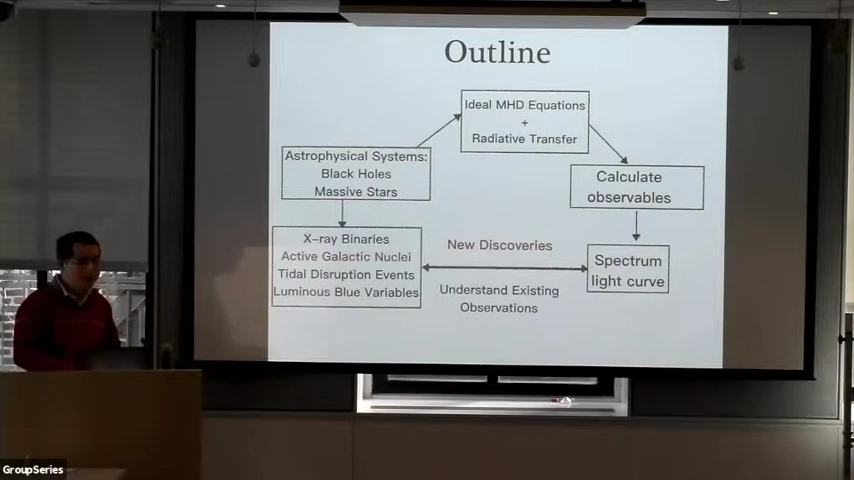 Outline
Ideal MHD Equations
+
Radiative Transfer
Astrophysical Systems:
Black Holes
Massive Stars
Calculate
observables
X-ray Binaries
Active Galactic Nuclei
Tidal Disruption Events
Luminous Blue Variables
New Discoveries
Understand Existing
Observations
Spectrum
light curve
GroupSeries